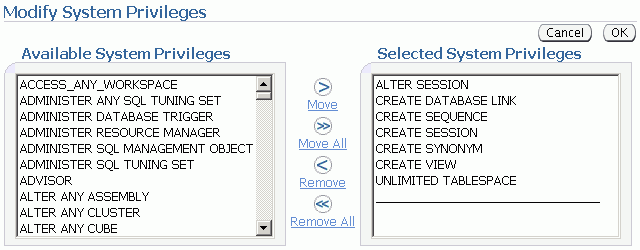 Modify System Privileges
Cancel
OK
Available System Privileges
ACCESS_ANY_WORKSPACE
ADMINISTER ANY SQL TUNING SET
ADMINISTER DATABASE TRIGGER
ADMINISTER RESOURCE MANAGER
ADMINISTER SQL MANAGEMENT OBJECT
ADMINISTER SQL TUNING SET
ADVISOR
ALTER ANY ASSEMBLY
ALTER ANY CLUSTER
ALTER ANY CUBE
Move
Move All
Remove
Remove All
Selected System Privileges
ALTER SESSION
CREATE DATABASE LINK
CREATE SEQUENCE
CREATE SESSION
CREATE SYNONYM
CREATE VIEW
UNLIMITED TABLESPACE